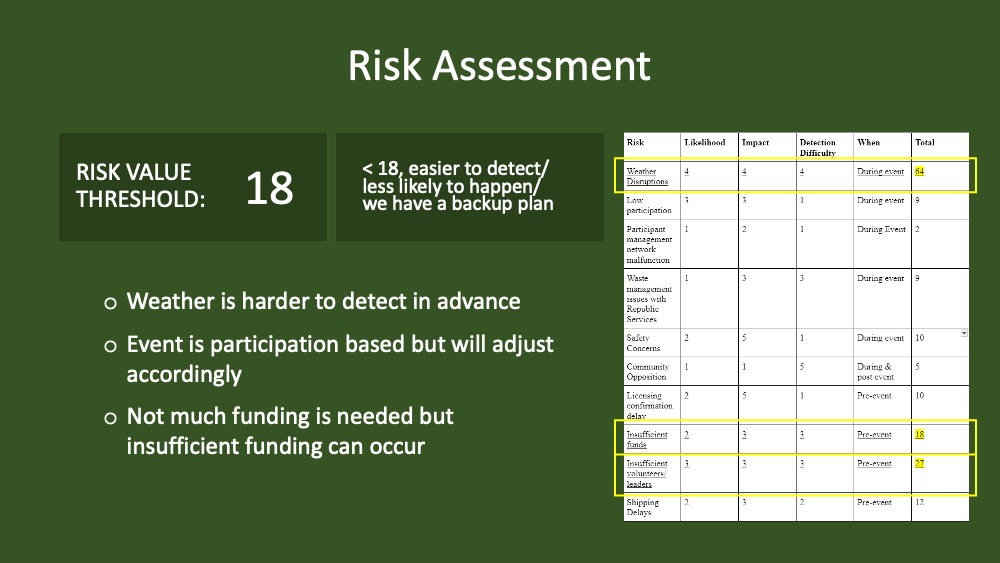 Risk Assessment
RISK VALUE
THRESHOLD:
18
< 18, easier to detect/
less likely to happen/
we have a backup plan
o Weather is harder to detect in advance
o Event is participation based but will adjust
accordingly
o Not much funding is needed but
insufficient funding can occur
Risk Likelihood Impact Detection Difficulty When Total
Weather Disruptions 4 4 4 During event 64
Low participation 3 3 1 During event 9
Participant management network malfunction 1 2 1 During Event 2
Waste management issues with Republic Services 1 3 3 During event 9
Safety Concerns 2 5 1 During event 10
Community Opposition 1 1 5 During & post event 5
Licensing confirmation delay 2 5 1 Pre-event 10
Insufficient funds 2 3 3 Pre-event 18
Insufficient volunteers/ leaders 3 3 3 Pre-event 27
Shipping Delays 2 3 2 Pre-event 12